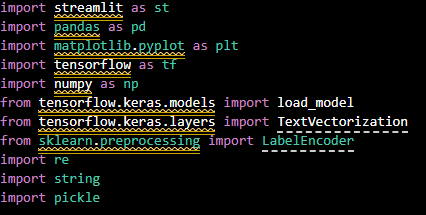 import streamlit as st
import pandas as pd
import matplotlib.pyplot as plt
import tensorflow as tf
import numpy as np
from tensorflow.keras.models import load_model
from tensorflow.keras.layers import TextVectorization
from sklearn.preprocessing import LabelEncoder
import re
import string
import pickle